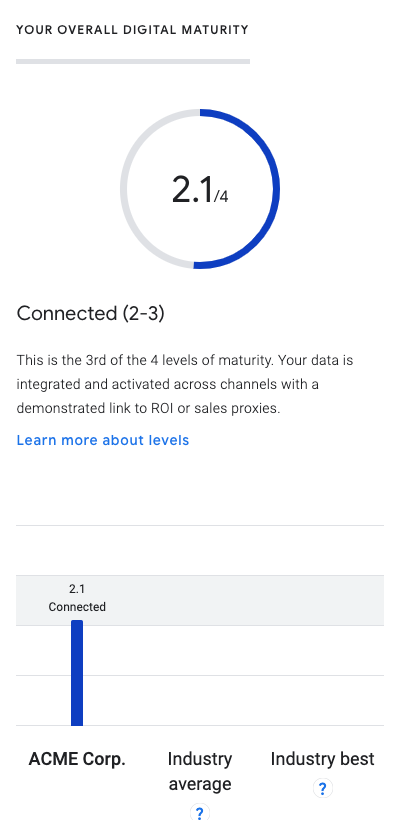 YOUR OVERALL DIGITAL MATURITY
2.1/4
Connected (2-3)
This is the 3rd of the 4 levels of maturity. Your data is
integrated and activated across channels with a
demonstrated link to ROI or sales proxies.
Learn more about levels
2.1
Connected
ACME Corp.
Industry
average
?
Industry best
?